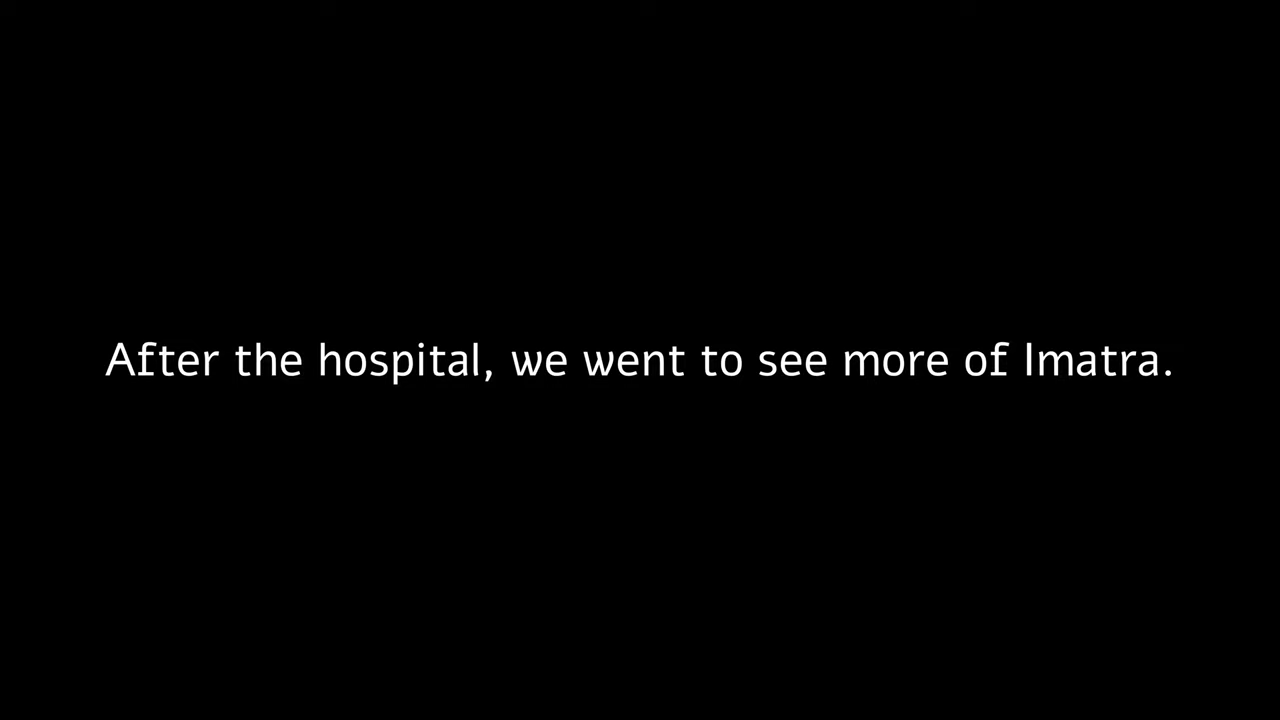 After the hospital, we went to see more of Imatra.